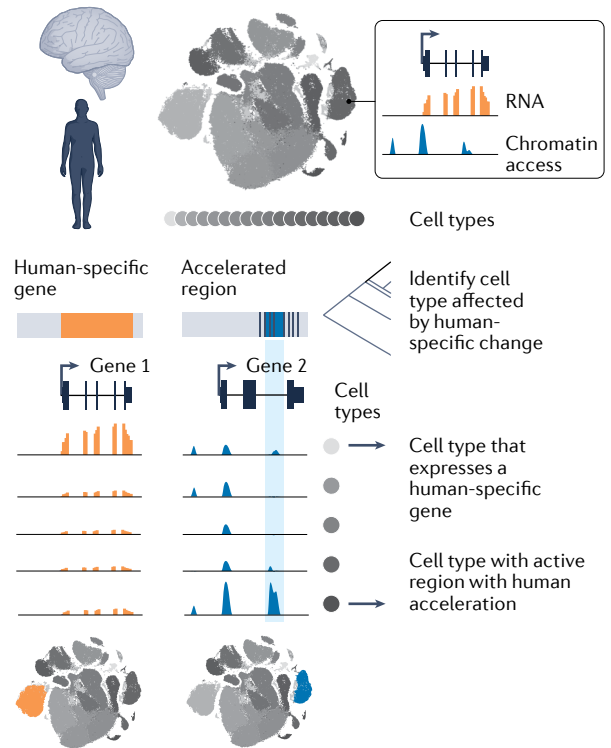 RNA
Chromatin
access
Cell types
Human-specific
gene
Accelerated
region
Identify cell
type affected
by human-
specific change
Gene 1
Gene 2
Cell
types
Cell type that
expresses a
human-specific
gene
Cell type with active
region with human
acceleration